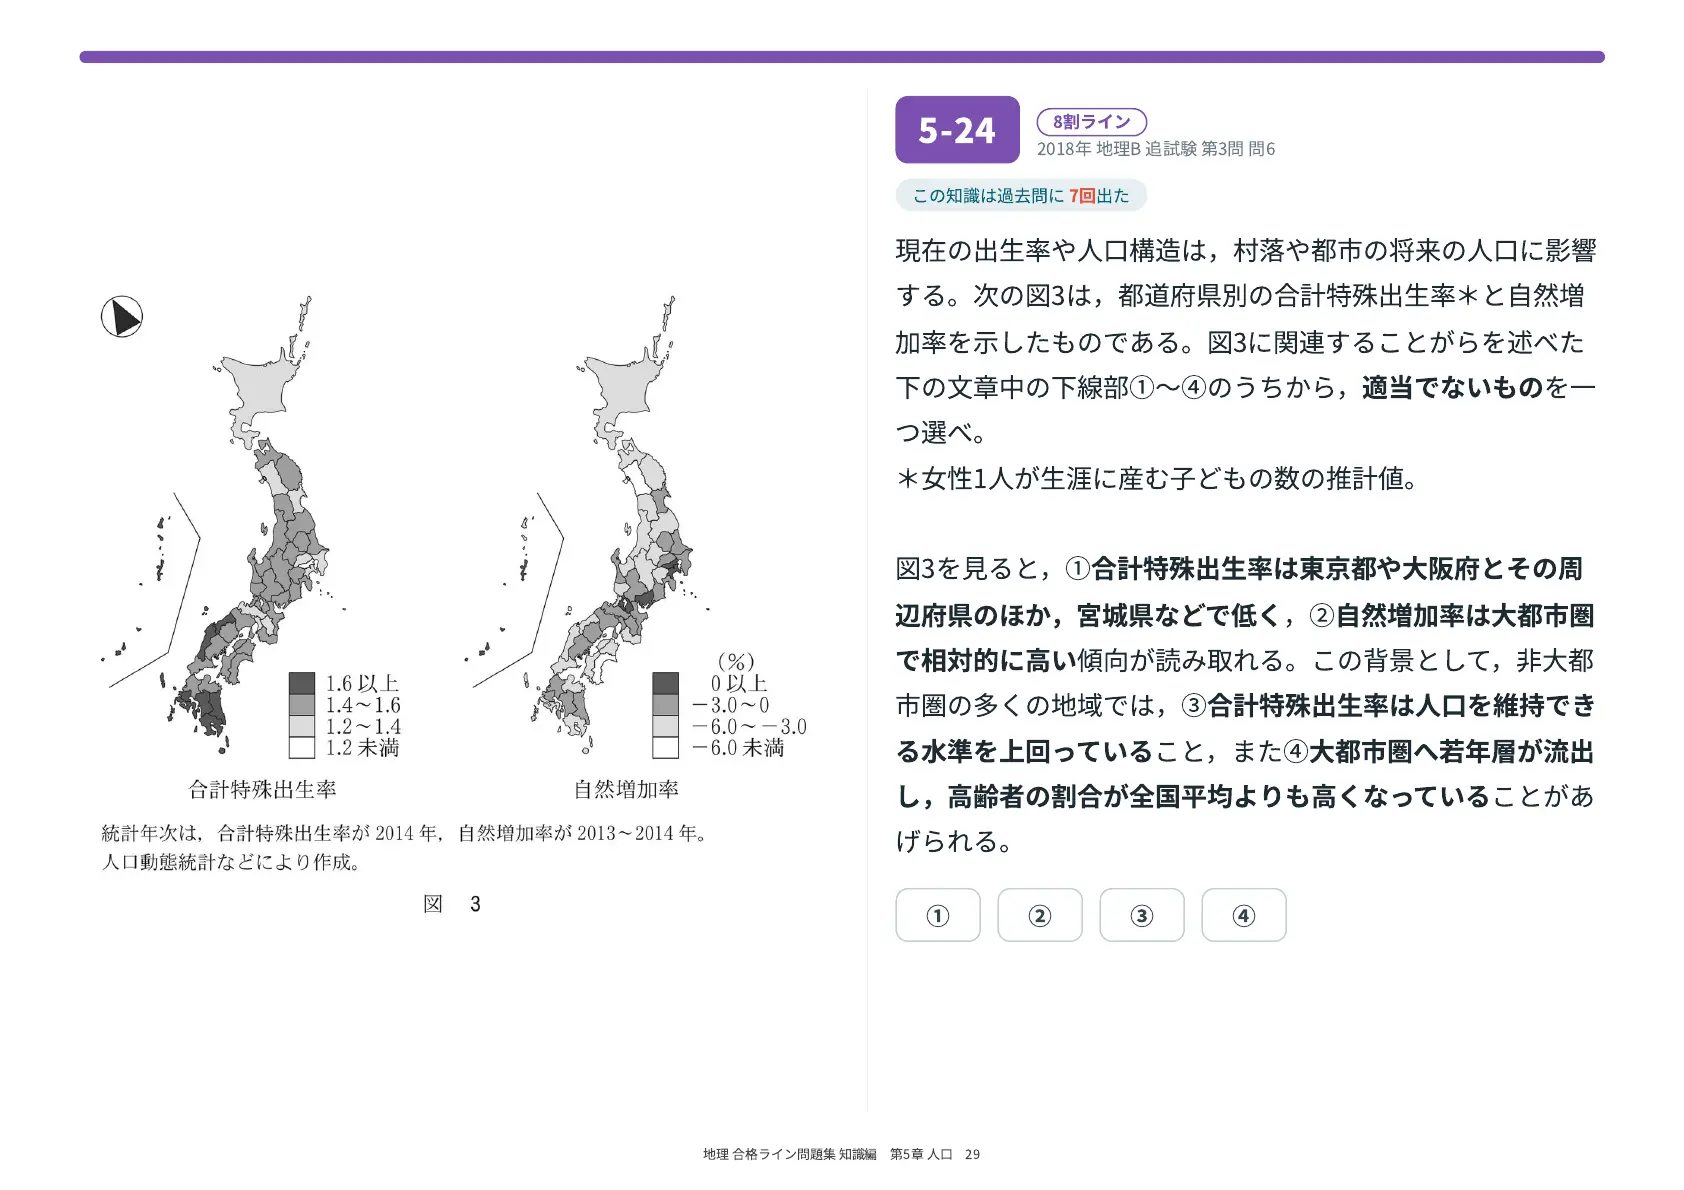 5-24
8割ライン
2018年 地理B 追試験 第3問 問6
この知識は過去問に 7回出た
現在の出生率や人口構造は，村落や都市の将来の人口に影響
する。次の図3は，都道府県別の合計特殊出生率＊と自然増
加率を示したものである。図3に関連することがらを述べた
下の文章中の下線部①～④のうちから，適当でないものを一
つ選べ。
＊女性1人が生涯に産む子どもの数の推計値。
図3を見ると，①合計特殊出生率は東京都や大阪府とその周
辺府県のほか，宮城県などで低く，②自然増加率は大都市圏
で相対的に高い傾向が読み取れる。この背景として，非大都
市圏の多くの地域では，③合計特殊出生率は人口を維持でき
る水準を上回っていること，また④大都市圏へ若年層が流出
し，高齢者の割合が全国平均よりも高くなっていることがあ
げられる。
① ② ③ ④
1.6 以上
1.4～1.6
1.2～1.4
1.2 未満
合計特殊出生率
（％）
0 以上
－3.0～0
－6.0～－3.0
－6.0 未満
自然増加率
統計年次は，合計特殊出生率が 2014 年，自然増加率が 2013～2014 年。
人口動態統計などにより作成。
図 3
地理 合格ライン問題集 知識編 第5章 人口 29